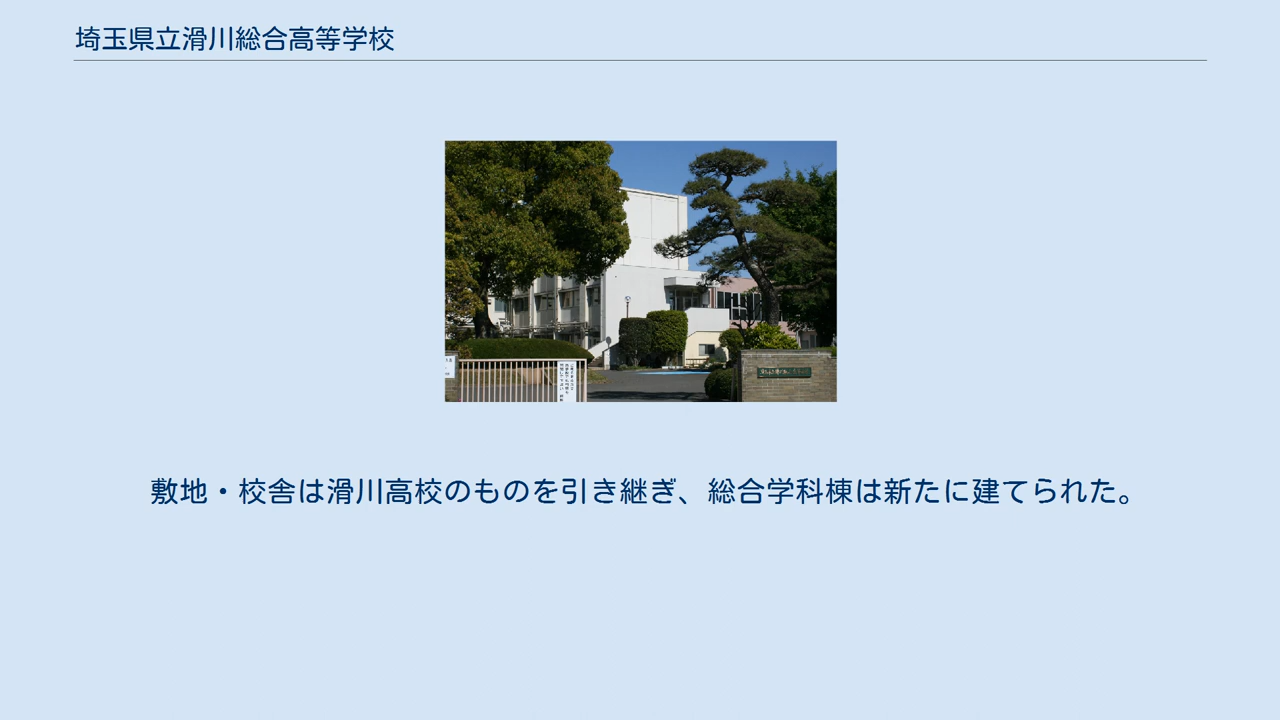 埼玉県立滑川総合高等学校
敷地・校舎は滑川高校のものを引き継ぎ、総合学科棟は新たに建てられた。